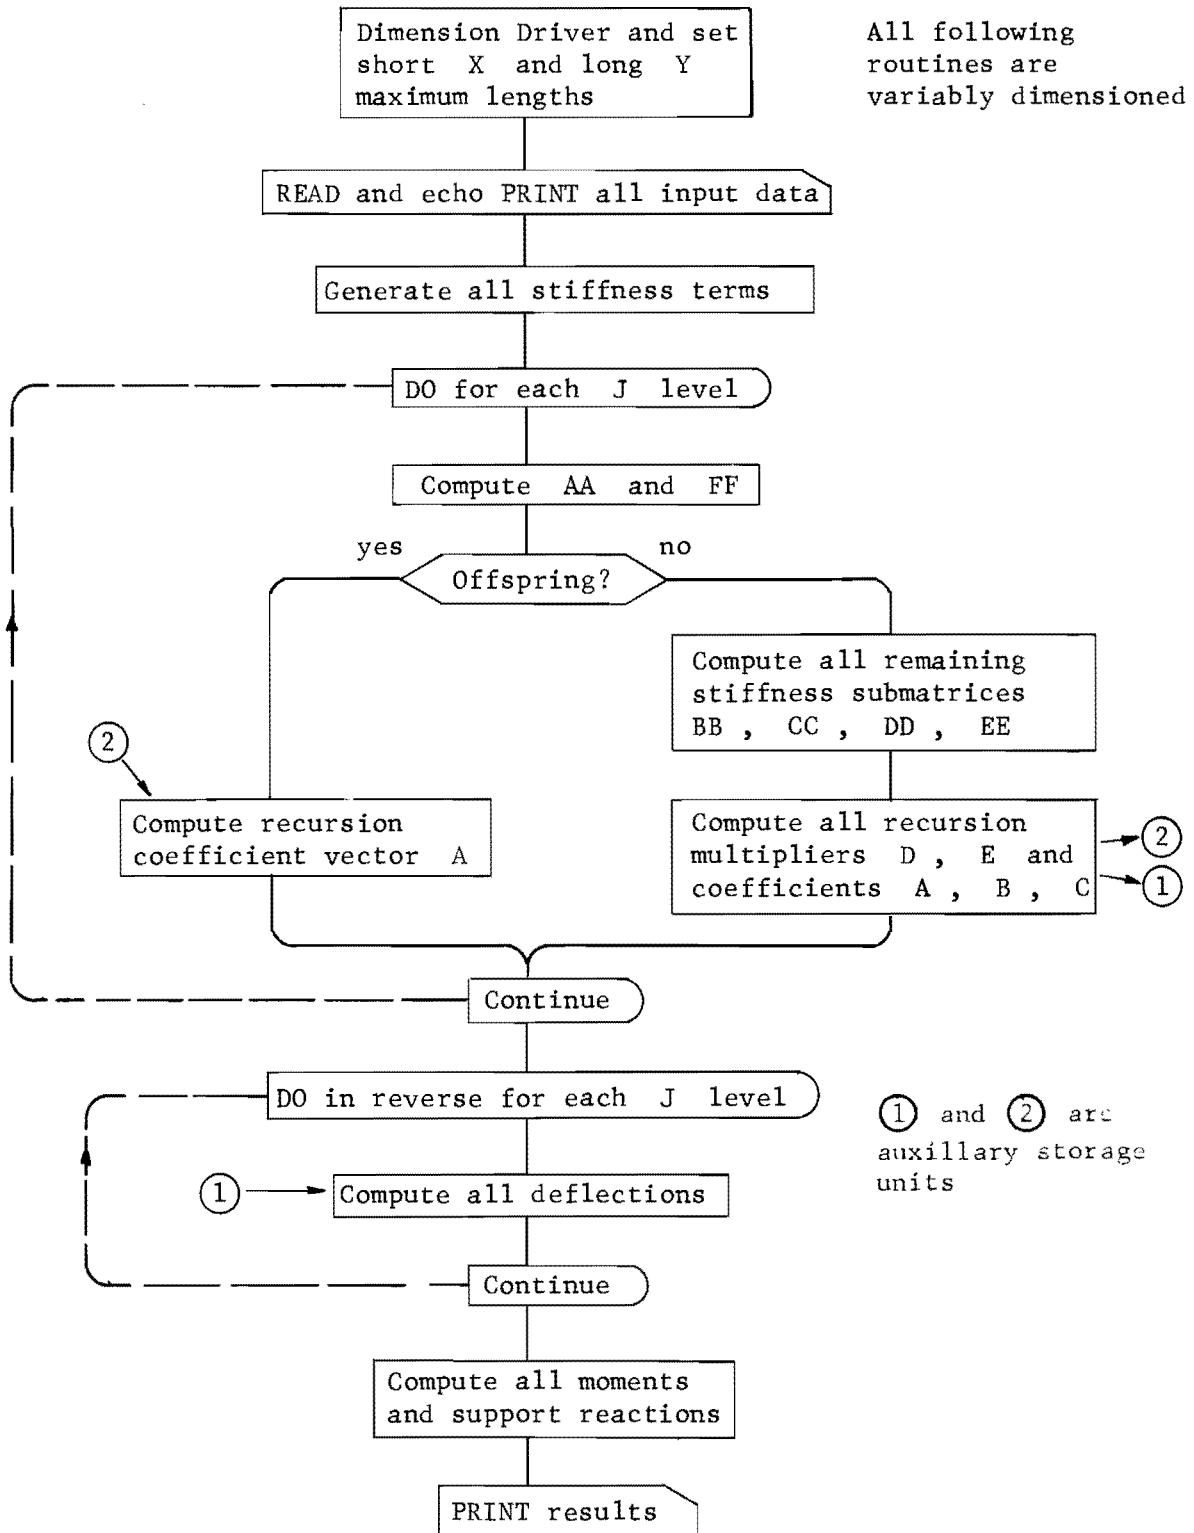 Dimension Driver and set
short X and long Y
maximum lengths
All following
routines are
variably dimensioned
READ and echo PRINT all input data
Generate all stiffness terms
DO for each J level
Compute AA and FF
yes
no
Offspring?
Compute all remaining
stiffness submatrices
BB , CC , DD , EE
2
Compute recursion
coefficient vector A
Compute all recursion
multipliers D , E and
coefficients A , B , C
2
1
Continue
DO in reverse for each J level
1 and 2 are
auxillary storage
units
1
Compute all deflections
Continue
Compute all moments
and support reactions
PRINT results